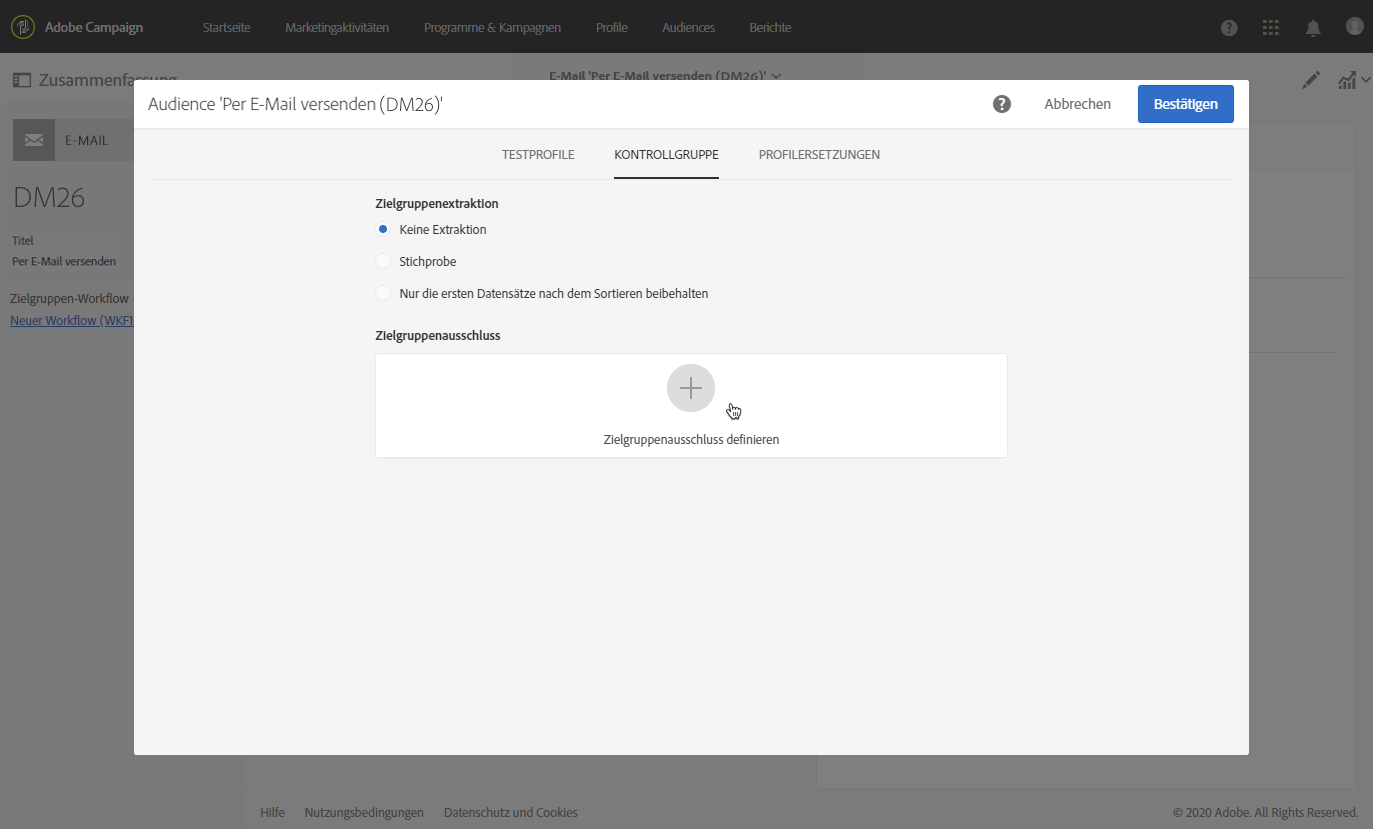 Adobe Campaign
Startseite
Marketingaktivitäten
Programme & Kampagnen
Profile
Audiences
Berichte
Zusammenfassung
E-Mail 'Per E-Mail versenden (DM26)'
Audience 'Per E-Mail versenden (DM26)'
Abbrechen
Bestätigen
E-MAIL
TESTPROFILE
KONTROLLGRUPPE
PROFILERSETZUNGEN
DM26
Titel
Per E-Mail versenden
Zielgruppen-Workflow
Neuer Workflow (WKF1
Zielgruppenextraktion
Keine Extraktion
Stichprobe
Nur die ersten Datensätze nach dem Sortieren beibehalten
Zielgruppenausschluss
Zielgruppenausschluss definieren
Hilfe
Nutzungsbedingungen
Datenschutz und Cookies
© 2020 Adobe. All Rights Reserved.